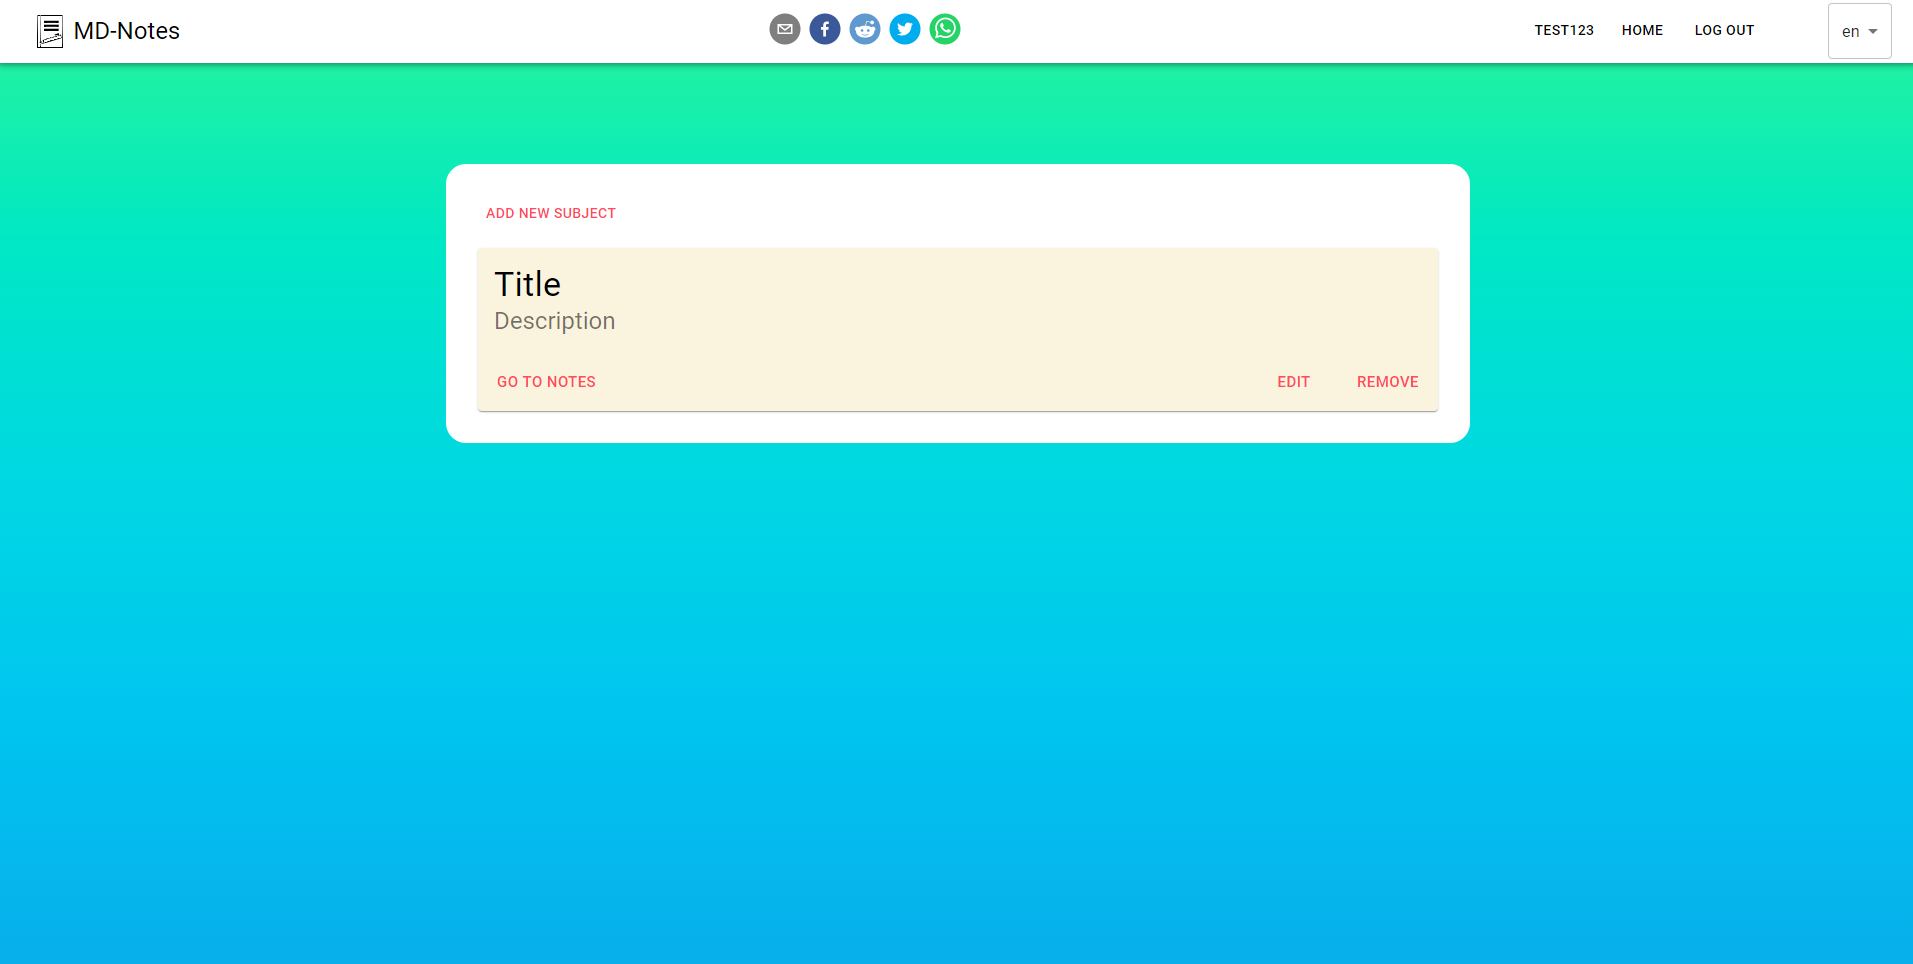 MD-Notes
TEST123 HOME LOG OUT en
ADD NEW SUBJECT
Title
Description
GO TO NOTES EDIT REMOVE